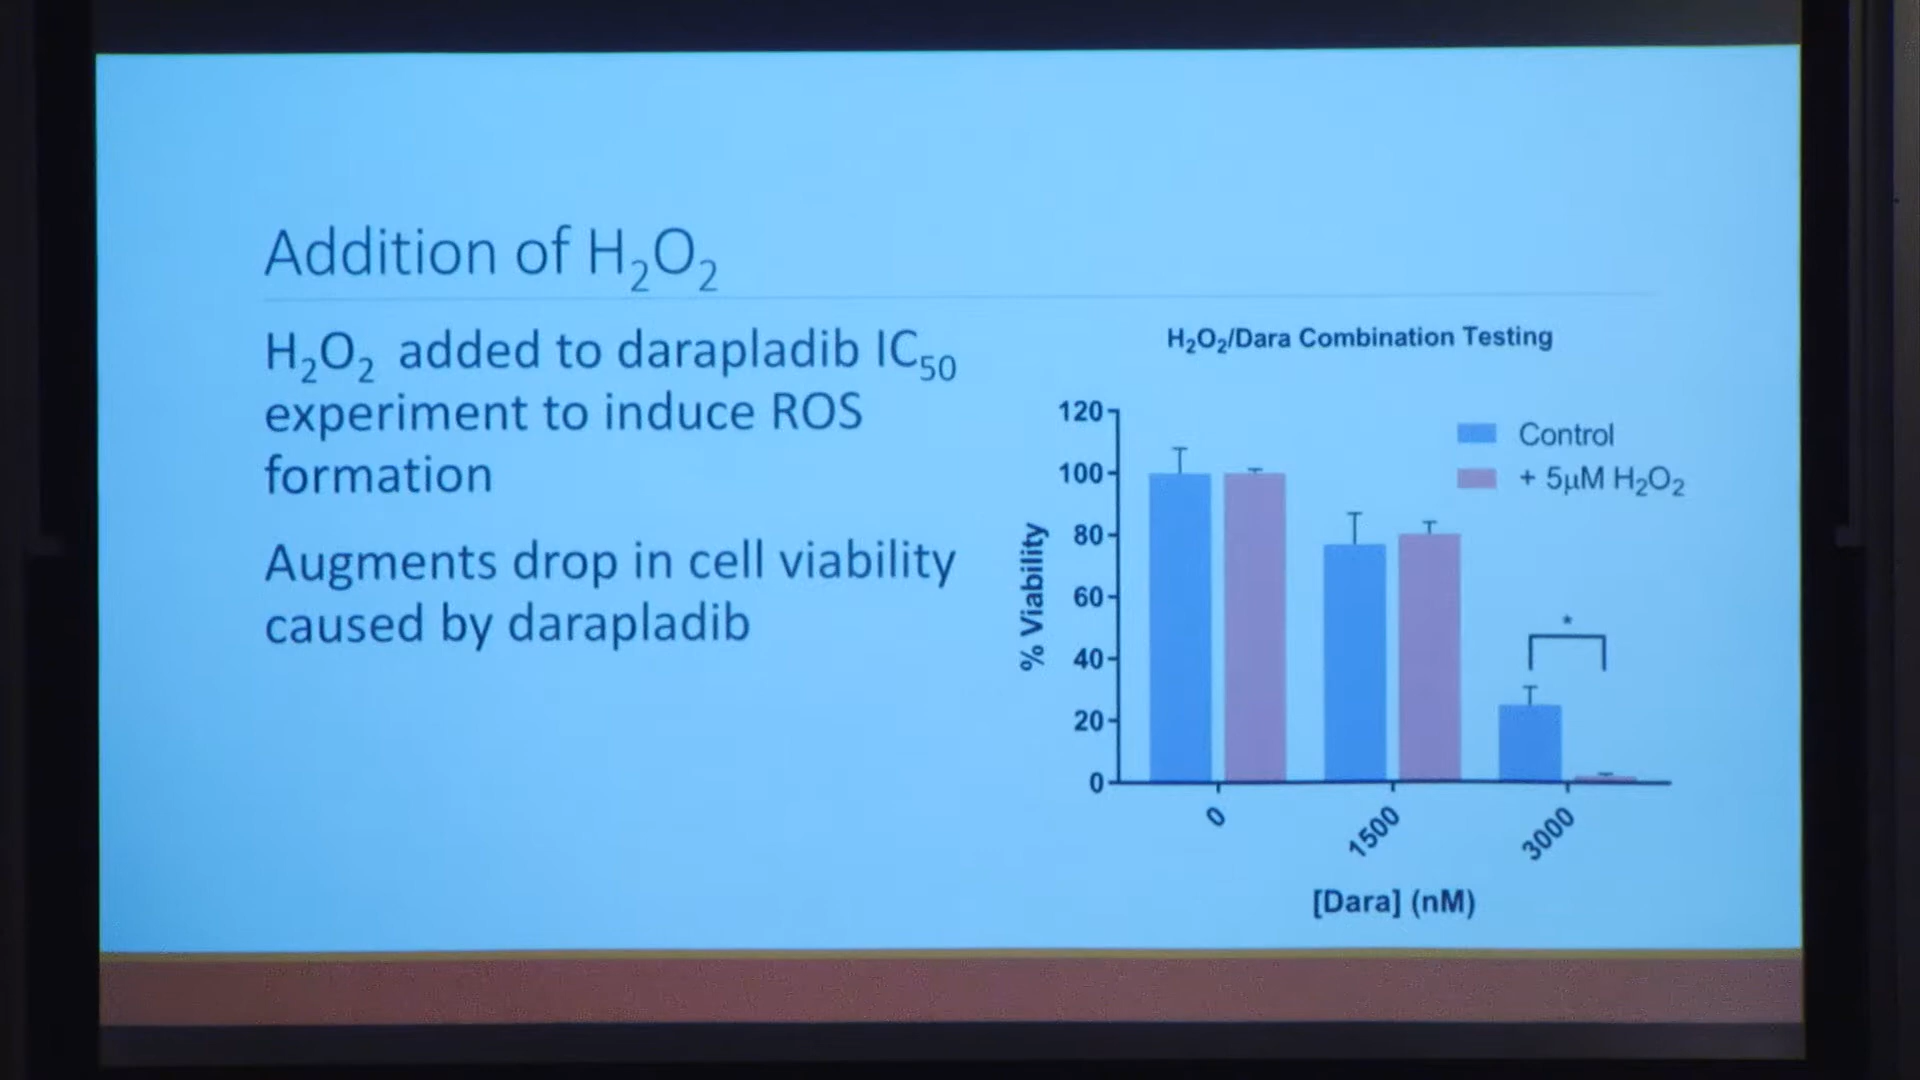 Addition of H₂O₂
H₂O₂ added to darapladib IC₅₀
experiment to induce ROS
formation
Augments drop in cell viability
caused by darapladib
H₂O₂/Dara Combination Testing
Control
+ 5µM H₂O₂
% Viability
120
100
80
60
40
20
0
*
0
1500
3000
[Dara] (nM)